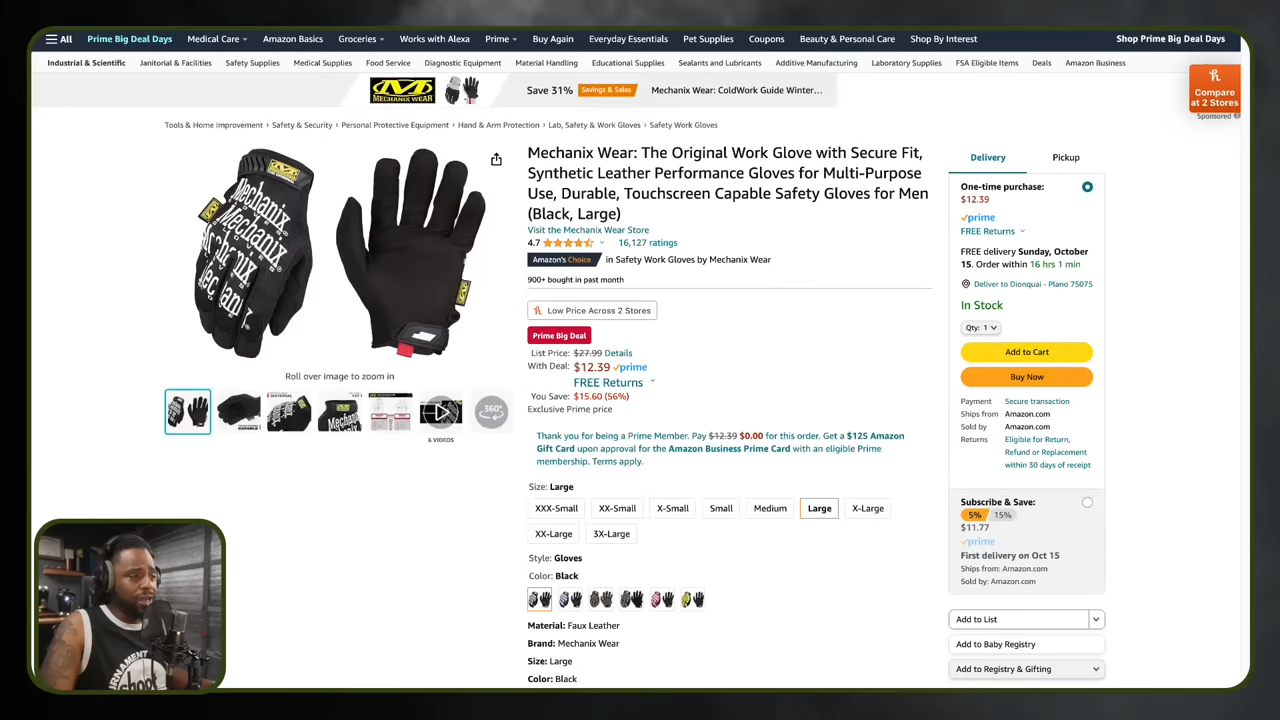 All
Prime Big Deal Days
Medical Care
Amazon Basics
Groceries
Works with Alexa
Prime
Buy Again
Everyday Essentials
Pet Supplies
Coupons
Beauty & Personal Care
Shop By Interest
Shop Prime Big Deal Days
Industrial & Scientific
Janitorial & Facilities
Safety Supplies
Medical Supplies
Food Service
Diagnostic Equipment
Material Handling
Educational Supplies
Sealants and Lubricants
Additive Manufacturing
Laboratory Supplies
FSA Eligible Items
Deals
Amazon Business
MECHANIX WEAR
Save 31%
Savings & Sales
Mechanix Wear: ColdWork Guide Winter...
Compare
at 2 Stores
Sponsored
Tools & Home improvement › Safety & Security › Personal Protective Equipment › Hand & Arm Protection › Lab, Safety & Work Gloves › Safety Work Gloves
Mechanix
Mechanix
Mechanix
Roll over image to zoom in
360°
6 VIDEOS
Mechanix Wear: The Original Work Glove with Secure Fit,
Synthetic Leather Performance Gloves for Multi-Purpose
Use, Durable, Touchscreen Capable Safety Gloves for Men
(Black, Large)
Visit the Mechanix Wear Store
4.7
16,127 ratings
Amazon's Choice in Safety Work Gloves by Mechanix Wear
900+ bought in past month
Low Price Across 2 Stores
Prime Big Deal
List Price: $27.99 Details
With Deal: $12.39 prime
FREE Returns
You Save: $15.60 (56%)
Exclusive Prime price
Thank you for being a Prime Member. Pay $12.39 $0.00 for this order. Get a $125 Amazon
Gift Card upon approval for the Amazon Business Prime Card with an eligible Prime
membership. Terms apply.
Size: Large
XXX-Small
XX-Small
X-Small
Small
Medium
Large
X-Large
XX-Large
3X-Large
Style: Gloves
Color: Black
Material: Faux Leather
Brand: Mechanix Wear
Size: Large
Color: Black
Delivery
Pickup
One-time purchase:
$12.39
prime
FREE Returns
FREE delivery Sunday, October
15. Order within 16 hrs 1 min
Deliver to Dionquai - Plano 75075
In Stock
Qty: 1
Add to Cart
Buy Now
Payment Secure transaction
Ships from Amazon.com
Sold by Amazon.com
Returns Eligible for Return,
Refund or Replacement
within 30 days of receipt
Subscribe & Save:
5% 15%
$11.77
prime
First delivery on Oct 15
Ships from: Amazon.com
Sold by: Amazon.com
Add to List
Add to Baby Registry
Add to Registry & Gifting